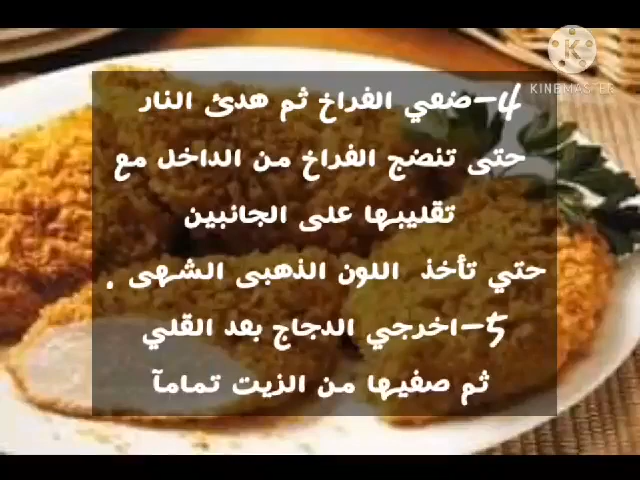 KINEMASTER
4-ضعي الفراخ ثم هدئ النار
حتى تنضج الفراخ من الداخل مع
تقليبها على الجانبين
حتي تأخذ اللون الذهبى الشهى .
5-اخرجي الدجاج بعد القلي
ثم صفيها من الزيت تمامآ